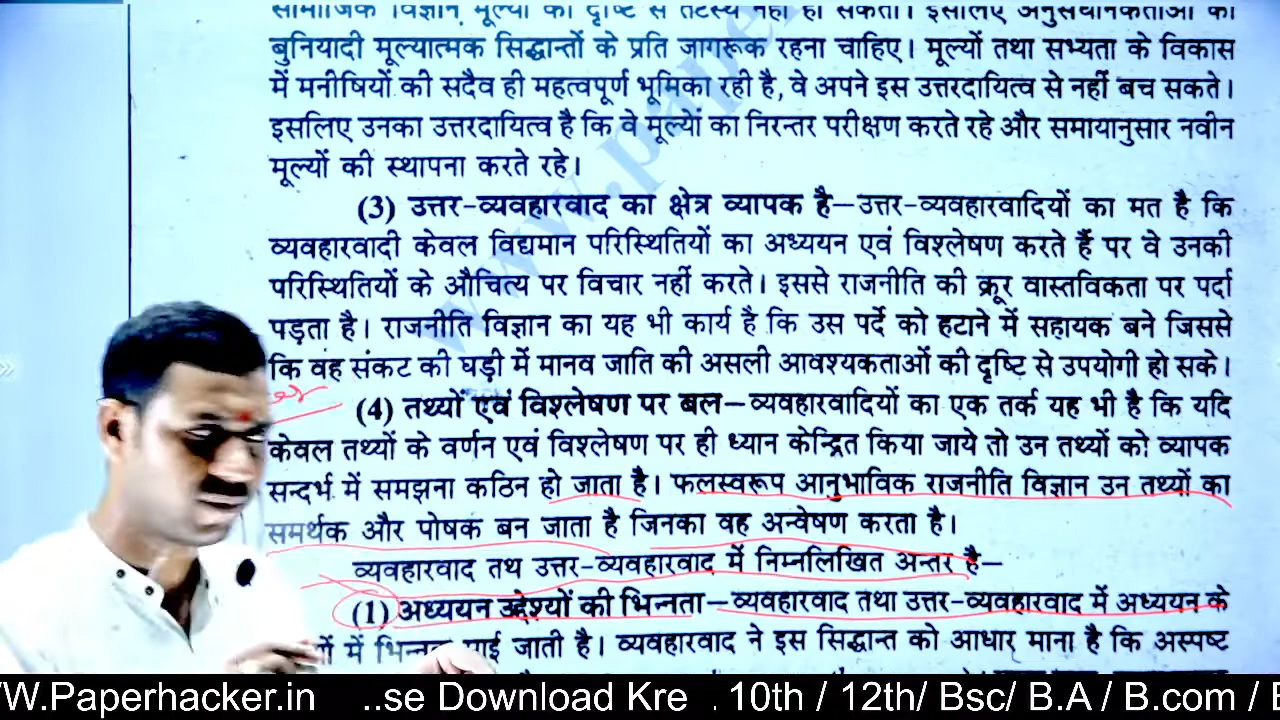 सामाजिक विज्ञान मूल्यों की दृष्टि से तटस्थ नहीं हो सकता। इसलिए अनुसंधानकर्ताओं को
बुनियादी मूल्यात्मक सिद्धान्तों के प्रति जागरूक रहना चाहिए। मूल्यों तथा सभ्यता के विकास
में मनीषियों की सदैव ही महत्वपूर्ण भूमिका रही है, वे अपने इस उत्तरदायित्व से नहीं बच सकते।
इसलिए उनका उत्तरदायित्व है कि वे मूल्यों का निरन्तर परीक्षण करते रहे और समायानुसार नवीन
मूल्यों की स्थापना करते रहे।
(3) उत्तर-व्यवहारवाद का क्षेत्र व्यापक है—उत्तर-व्यवहारवादियों का मत है कि
व्यवहारवादी केवल विद्यमान परिस्थितियों का अध्ययन एवं विश्लेषण करते हैं पर वे उनकी
परिस्थितियों के औचित्य पर विचार नहीं करते। इससे राजनीति की क्रूर वास्तविकता पर पर्दा
पड़ता है। राजनीति विज्ञान का यह भी कार्य है कि उस पर्दे को हटाने में सहायक बने जिससे
कि वह संकट की घड़ी में मानव जाति की असली आवश्यकताओं की दृष्टि से उपयोगी हो सके।
(4) तथ्यों एवं विश्लेषण पर बल—व्यवहारवादियों का एक तर्क यह भी है कि यदि
केवल तथ्यों के वर्णन एवं विश्लेषण पर ही ध्यान केन्द्रित किया जाये तो उन तथ्यों को व्यापक
सन्दर्भ में समझना कठिन हो जाता है। फलस्वरूप आनुभाविक राजनीति विज्ञान उन तथ्यों का
समर्थक और पोषक बन जाता है जिनका वह अन्वेषण करता है।
व्यवहारवाद तथ उत्तर-व्यवहारवाद में निम्नलिखित अन्तर है—
(1) अध्ययन उद्देश्यों की भिन्नता—व्यवहारवाद तथा उत्तर-व्यवहारवाद में अध्ययन के
में पाई जाती है। व्यवहारवाद ने इस सिद्धान्त को आधार माना है कि अस्पष्ट
W.Paperhacker.in ..se Download Kre . 10th / 12th/ Bsc/ B.A / B.com /